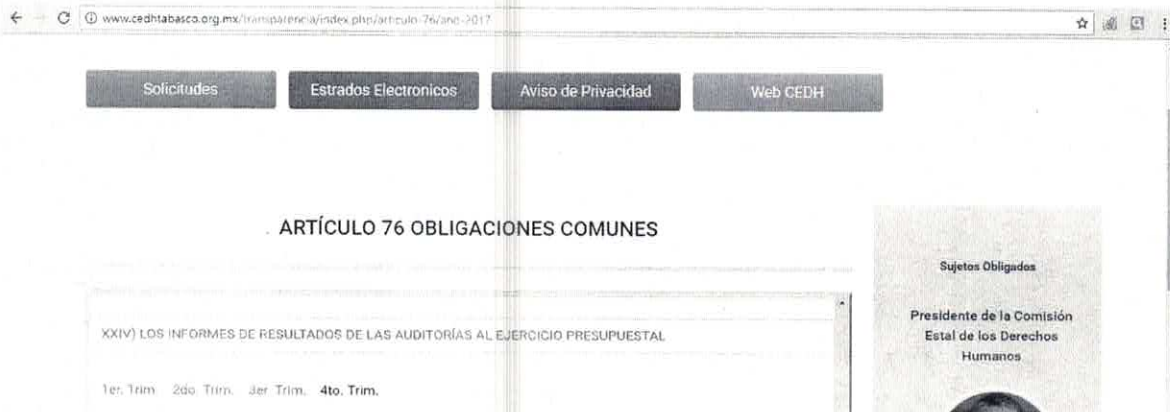 www.cedhtabasco.org.mx/transparencia/index.php/articulo-76/ano-2017
Solicitudes
Estrados Electronicos
Aviso de Privacidad
Web CEDH
ARTÍCULO 76 OBLIGACIONES COMUNES
XXIV) LOS INFORMES DE RESULTADOS DE LAS AUDITORÍAS AL EJERCICIO PRESUPUESTAL
1er. Trim 2do. Trim. 3er Trim. 4to. Trim.
Sujetos Obligados
Presidente de la Comisión
Estal de los Derechos
Humanos